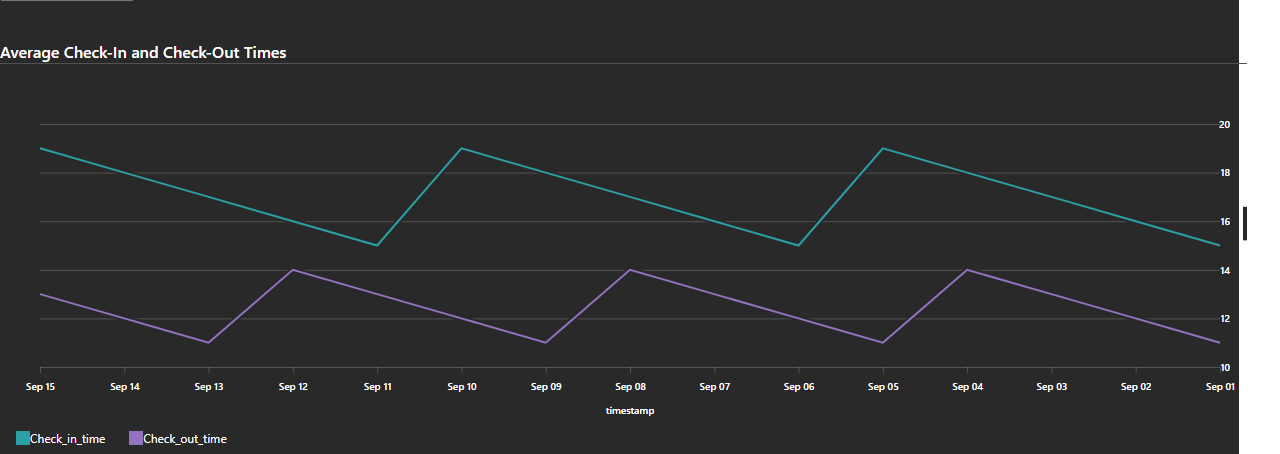 Average Check-In and Check-Out Times
20
18
16
14
12
10
Sep 15 Sep 14 Sep 13 Sep 12 Sep 11 Sep 10 Sep 09 Sep 08 Sep 07 Sep 06 Sep 05 Sep 04 Sep 03 Sep 02 Sep 01
timestamp
Check_in_time Check_out_time